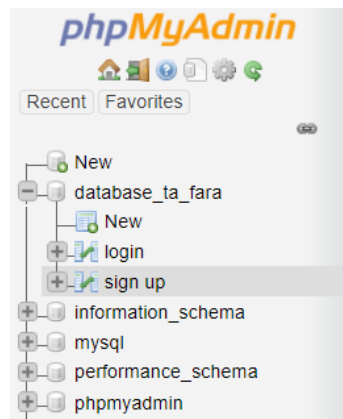 phpMyAdmin
Recent Favorites
New
database_ta_fara
New
login
sign up
information_schema
mysql
performance_schema
phpmyadmin